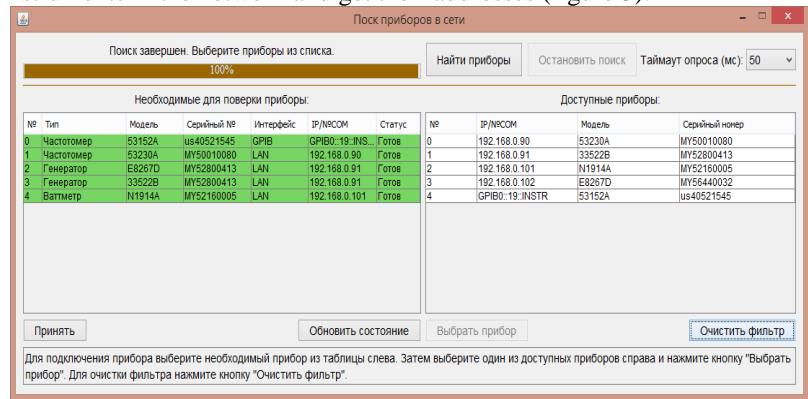 Поск приборов в сети
Поиск завершен. Выберите приборы из списка.
100%
Найти приборы
Остановить поиск
Таймаут опроса (мс): 50
Необходимые для поверки приборы:
№ Тип Модель Серийный № Интерфейс IP/№COM Статус
0 Частотомер 53152A us40521545 GPIB GPIB0::19::INS... Готов
1 Частотомер 53230A MY50010080 LAN 192.168.0.90 Готов
2 Генератор E8267D MY52800413 LAN 192.168.0.91 Готов
3 Генератор 33522B MY52800413 LAN 192.168.0.91 Готов
4 Ваттметр N1914A MY52160005 LAN 192.168.0.101 Готов
Доступные приборы:
№ IP/№COM Модель Серийный номер
0 192.168.0.90 53230A MY50010080
1 192.168.0.91 33522B MY52800413
2 192.168.0.101 N1914A MY52160005
3 192.168.0.102 E8267D MY56440032
4 GPIB0::19::INSTR 53152A us40521545
Принять
Обновить состояние
Выбрать прибор
Очистить фильтр
Для подключения прибора выберите необходимый прибор из таблицы слева. Затем выберите один из доступных приборов справа и нажмите кнопку "Выбрать
прибор". Для очистки фильтра нажмите кнопку "Очистить фильтр".